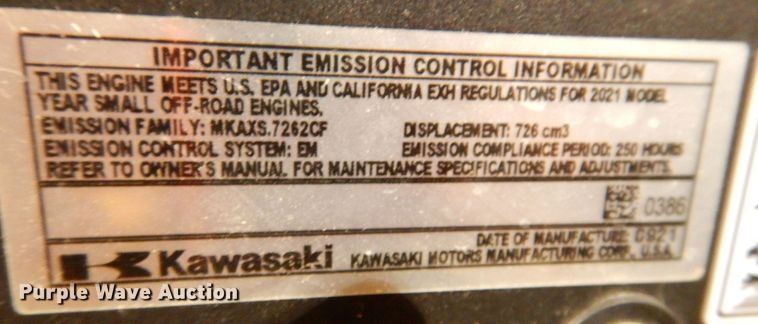 IMPORTANT EMISSION CONTROL INFORMATION
THIS ENGINE MEETS U.S. EPA AND CALIFORNIA EXH REGULATIONS FOR 2021 MODEL
YEAR SMALL OFF-ROAD ENGINES.
EMISSION FAMILY: MKAXS.7262CF DISPLACEMENT: 726 cm3
EMISSION CONTROL SYSTEM: EM EMISSION COMPLIANCE PERIOD: 250 HOURS
REFER TO OWNER'S MANUAL FOR MAINTENANCE SPECIFICATIONS AND ADJUSTMENTS.
0386
DATE OF MANUFACTURE: 0921
Kawasaki KAWASAKI MOTORS MANUFACTURING CORP., U.S.A.
Purple Wave Auction